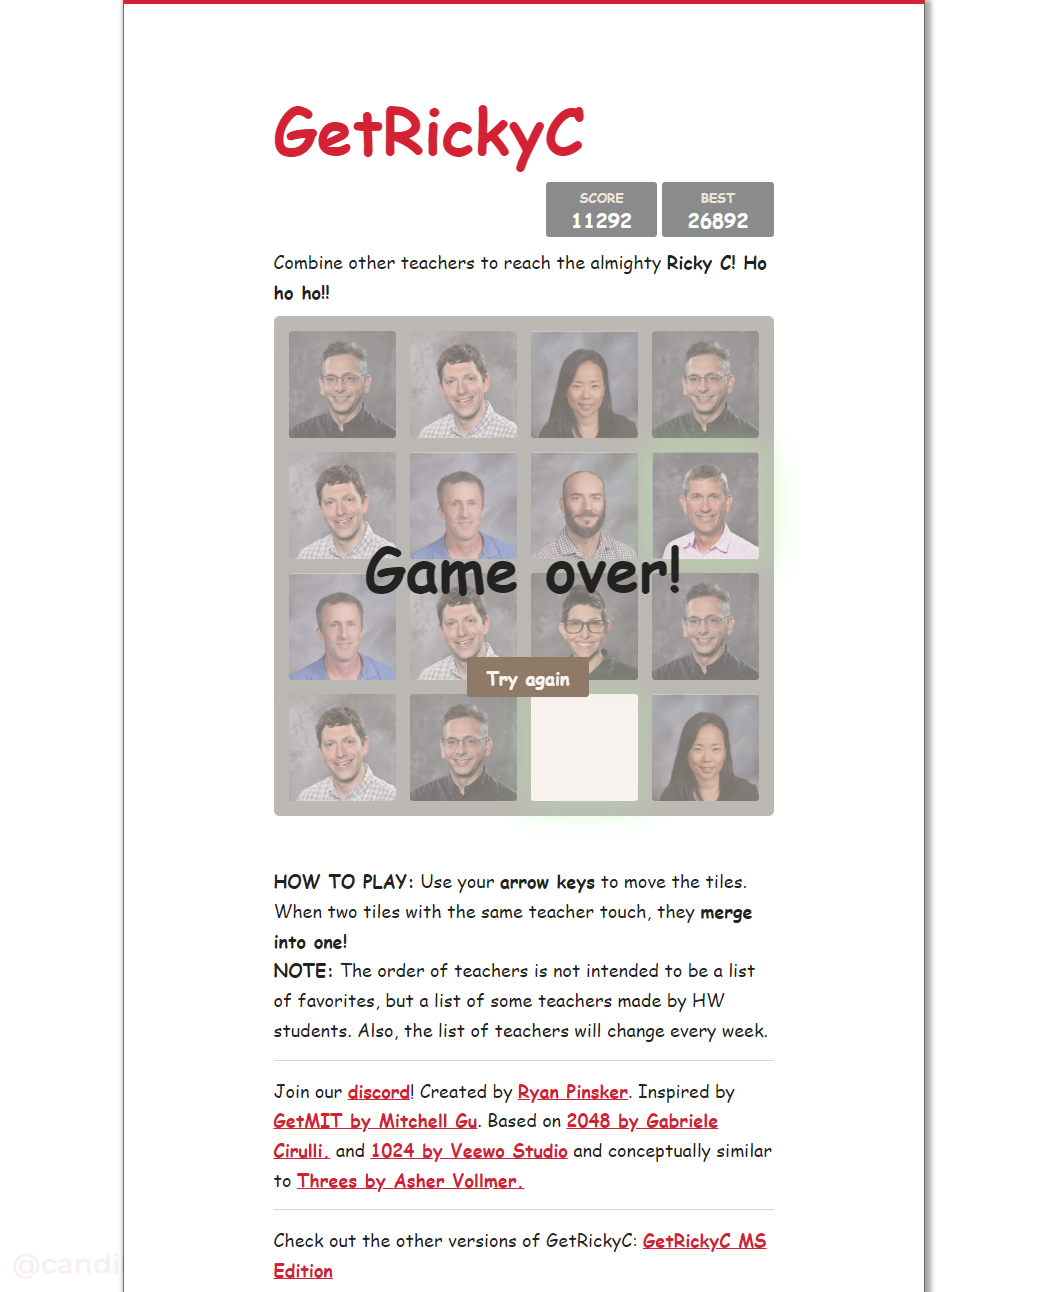 GetRickyC
SCORE
11292
BEST
26892
Combine other teachers to reach the almighty Ricky C! Ho
ho ho!!
Game over!
Try again
HOW TO PLAY: Use your arrow keys to move the tiles.
When two tiles with the same teacher touch, they merge
into one!
NOTE: The order of teachers is not intended to be a list
of favorites, but a list of some teachers made by HW
students. Also, the list of teachers will change every week.
Join our discord! Created by Ryan Pinsker. Inspired by
GetMIT by Mitchell Gu. Based on 2048 by Gabriele
Cirulli. and 1024 by Veewo Studio and conceptually similar
to Threes by Asher Vollmer.
Check out the other versions of GetRickyC: GetRickyC MS
Edition